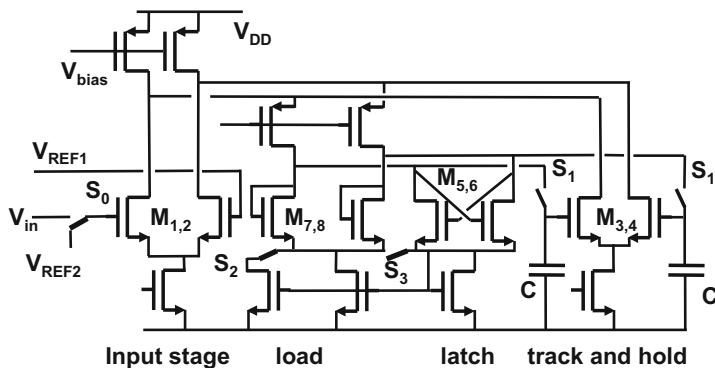 V_DD
V_bias
V_REF1
S_0
V_in
V_REF2
M_1,2
M_7,8
M_5,6
S_1
M_3,4
S_1
S_2
S_3
C
C
Input stage load latch track and hold